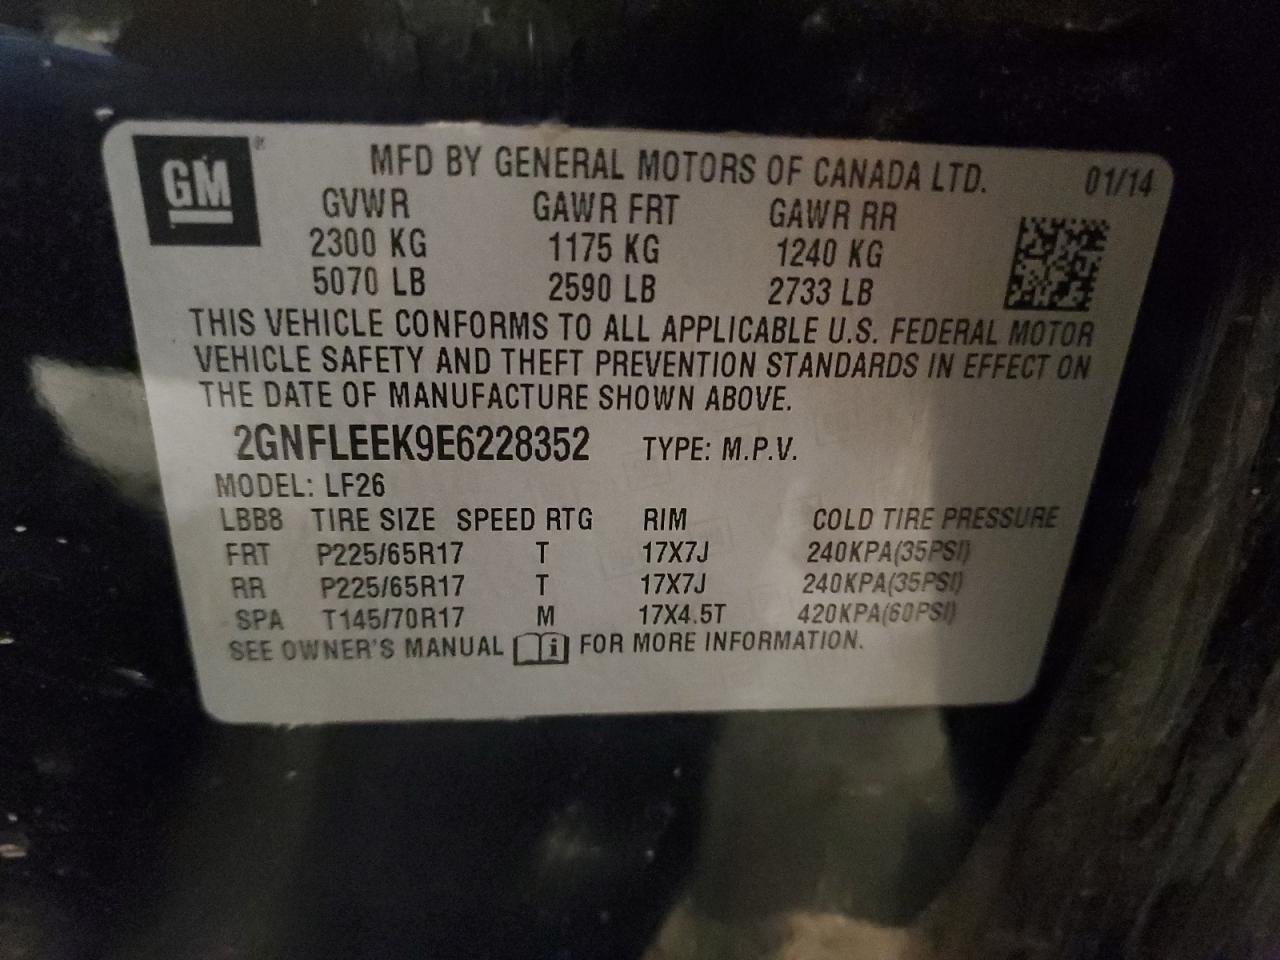 GM
MFD BY GENERAL MOTORS OF CANADA LTD. 01/14
GVWR GAWR FRT GAWR RR
2300 KG 1175 KG 1240 KG
5070 LB 2590 LB 2733 LB
THIS VEHICLE CONFORMS TO ALL APPLICABLE U.S. FEDERAL MOTOR
VEHICLE SAFETY AND THEFT PREVENTION STANDARDS IN EFFECT ON
THE DATE OF MANUFACTURE SHOWN ABOVE.
2GNFLEEK9E6228352 TYPE: M.P.V.
MODEL: LF26
LBB8 TIRE SIZE SPEED RTG RIM COLD TIRE PRESSURE
FRT P225/65R17 T 17X7J 240KPA(35PSI)
RR P225/65R17 T 17X7J 240KPA(35PSI)
SPA T145/70R17 M 17X4.5T 420KPA(60PSI)
SEE OWNER'S MANUAL i FOR MORE INFORMATION.